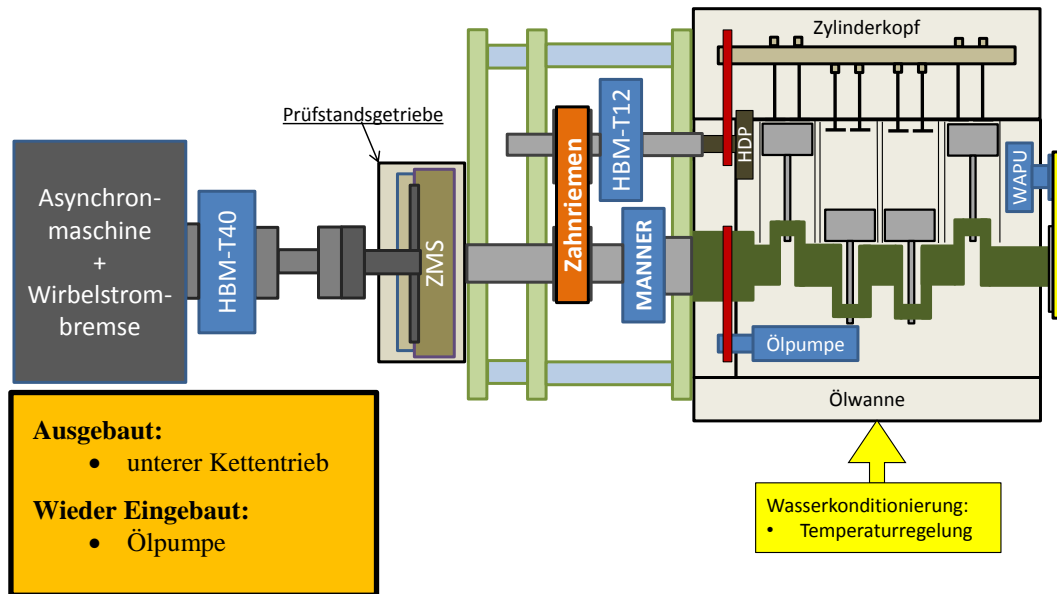 Zylinderkopf
Prüfstandsgetriebe
HBM-T12
HDP
Asynchron-
maschine
+
Wirbelstrom-
bremse
HBM-T40
ZMS
Zahnriemen
MANNER
WAPU
Ölpumpe
Ölwanne
Ausgebaut:
• unterer Kettentrieb
Wieder Eingebaut:
• Ölpumpe
Wasserkonditionierung:
• Temperaturregelung